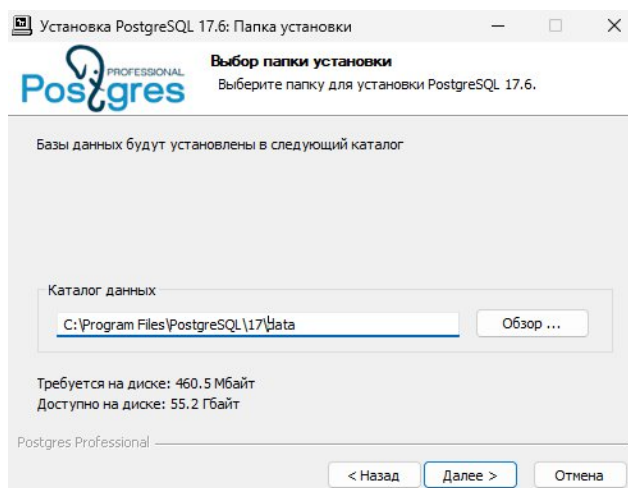 Установка PostgreSQL 17.6: Папка установки
PROFESSIONAL
Postgres
Выбор папки установки
Выберите папку для установки PostgreSQL 17.6.
Базы данных будут установлены в следующий каталог
Каталог данных
C:\Program Files\PostgreSQL\17\data
Обзор ...
Требуется на диске: 460.5 Мбайт
Доступно на диске: 55.2 Гбайт
Postgres Professional
< Назад
Далее >
Отмена